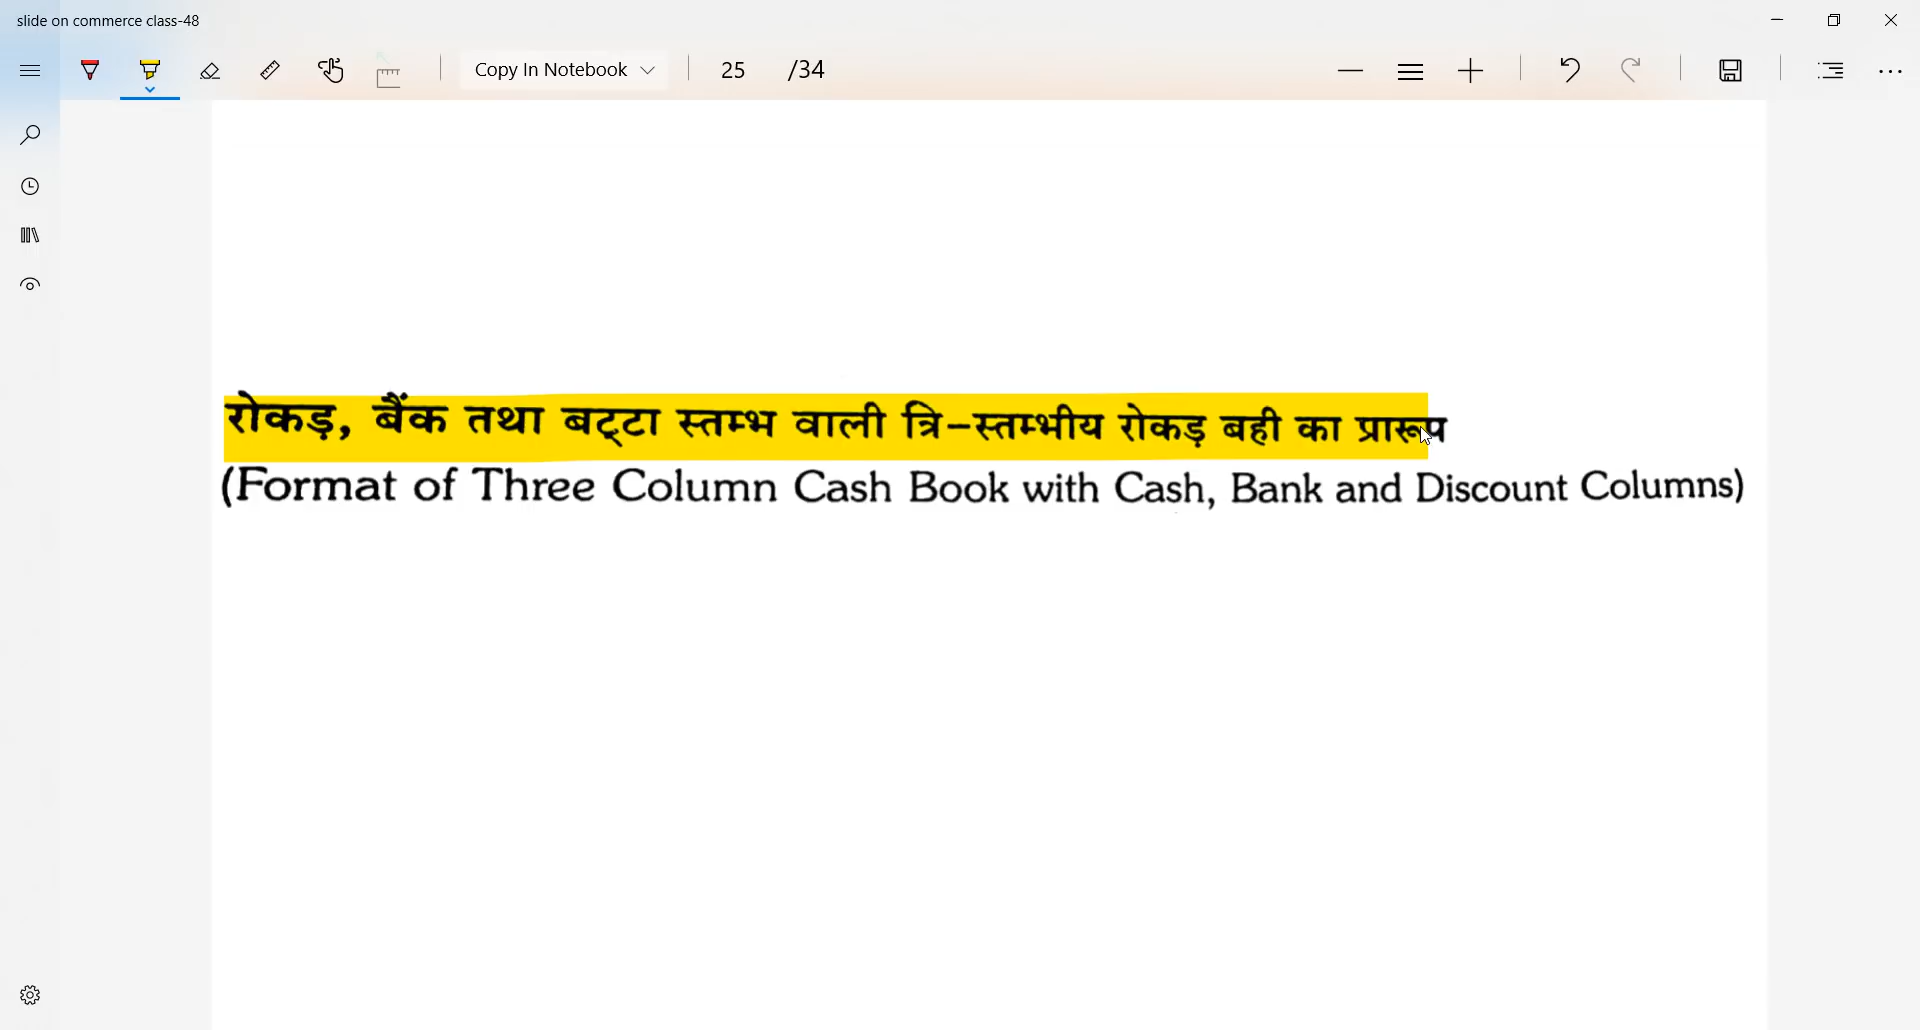 slide on commerce class-48
Copy In Notebook 25 /34
रोकड़, बैंक तथा बट्टा स्तम्भ वाली त्रि-स्तम्भीय रोकड़ बही का प्रारूप
(Format of Three Column Cash Book with Cash, Bank and Discount Columns)